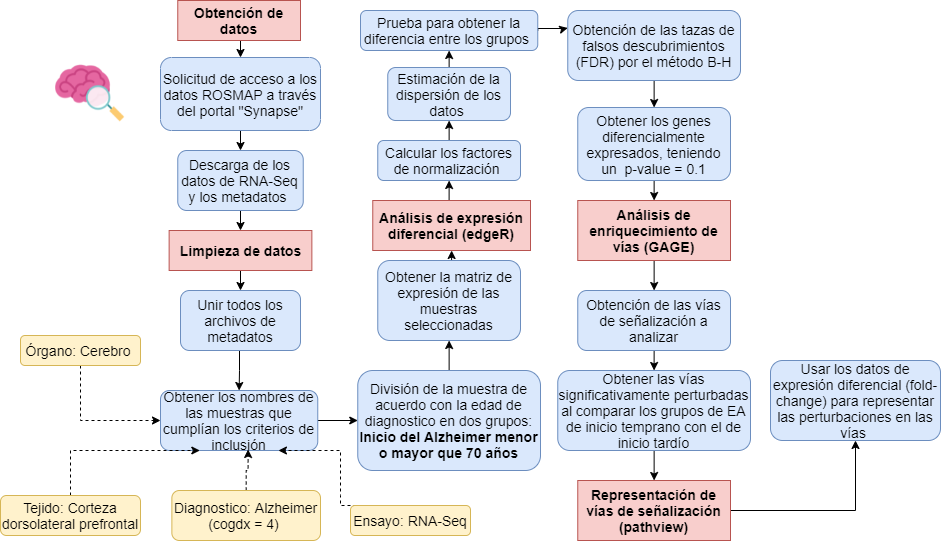 Obtención de
datos
Solicitud de acceso a los
datos ROSMAP a través
del portal "Synapse"
Descarga de los
datos de RNA-Seq
y los metadatos
Limpieza de datos
Unir todos los
archivos de
metadatos
Órgano: Cerebro
Obtener los nombres de
las muestras que
cumplían los criterios de
inclusión
Tejido: Corteza
dorsolateral prefrontal
Diagnostico: Alzheimer
(cogdx = 4)
Ensayo: RNA-Seq
División de la muestra de
acuerdo con la edad de
diagnostico en dos grupos:
Inicio del Alzheimer menor
o mayor que 70 años
Obtener la matriz de
expresión de las
muestras
seleccionadas
Análisis de expresión
diferencial (edgeR)
Calcular los factores
de normalización
Estimación de la
dispersión de los
datos
Prueba para obtener la
diferencia entre los grupos
Obtención de las tazas de
falsos descubrimientos
(FDR) por el método B-H
Obtener los genes
diferencialmente
expresados, teniendo
un p-value = 0.1
Análisis de
enriquecimiento de
vías (GAGE)
Obtención de las vías
de señalización a
analizar
Obtener las vías
significativamente perturbadas
al comparar los grupos de EA
de inicio temprano con el de
inicio tardío
Representación de
vías de señalización
(pathview)
Usar los datos de
expresión diferencial (fold-
change) para representar
las perturbaciones en las
vías